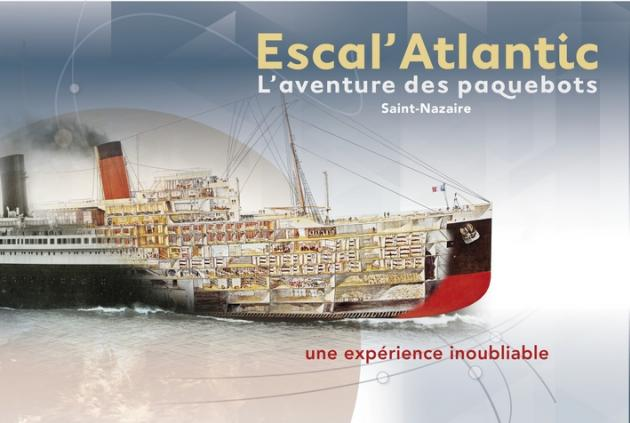 Escal'Atlantic
L'aventure des paquebots
Saint-Nazaire
une expérience inoubliable